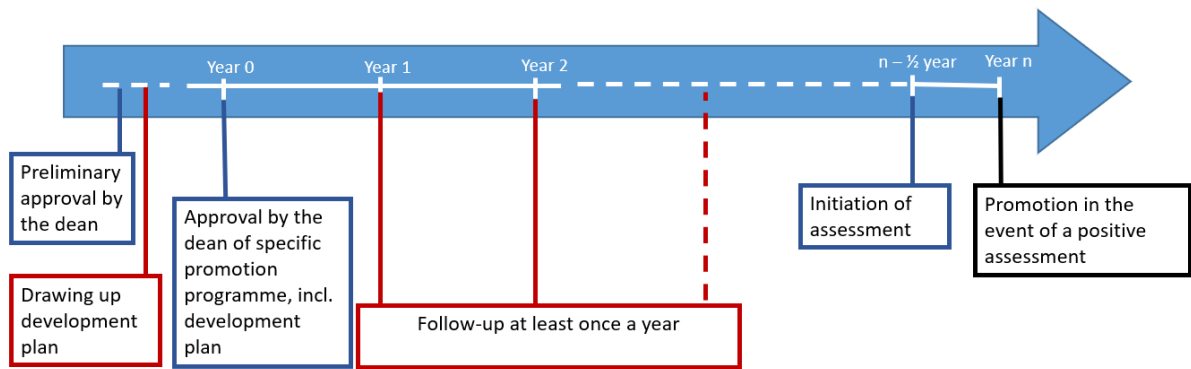 Year 0
Year 1
Year 2
n – ½ year
Year n
Preliminary
approval by
the dean
Drawing up
development
plan
Approval by the
dean of specific
promotion
programme, incl.
development
plan
Follow-up at least once a year
Initiation of
assessment
Promotion in the
event of a positive
assessment